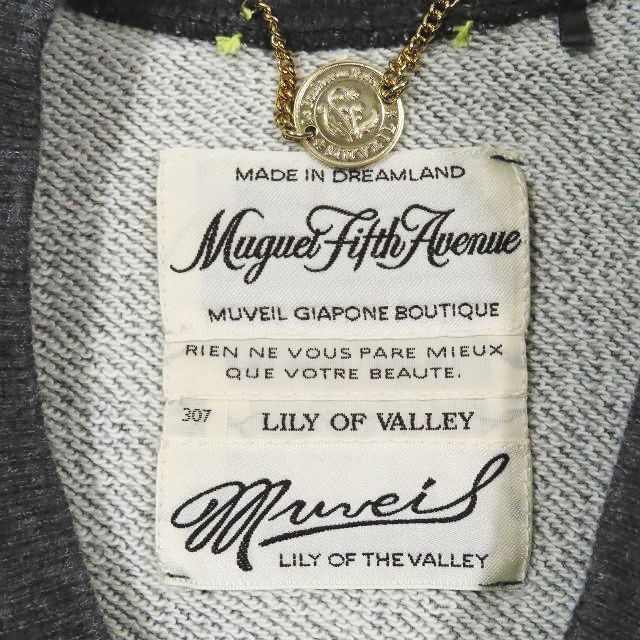 MADE IN DREAMLAND
Muguet Fifth Avenue
MUVEIL GIAPONE BOUTIQUE
RIEN NE VOUS PARE MIEUX
QUE VOTRE BEAUTE.
307 LILY OF VALLEY
Muveil
LILY OF THE VALLEY